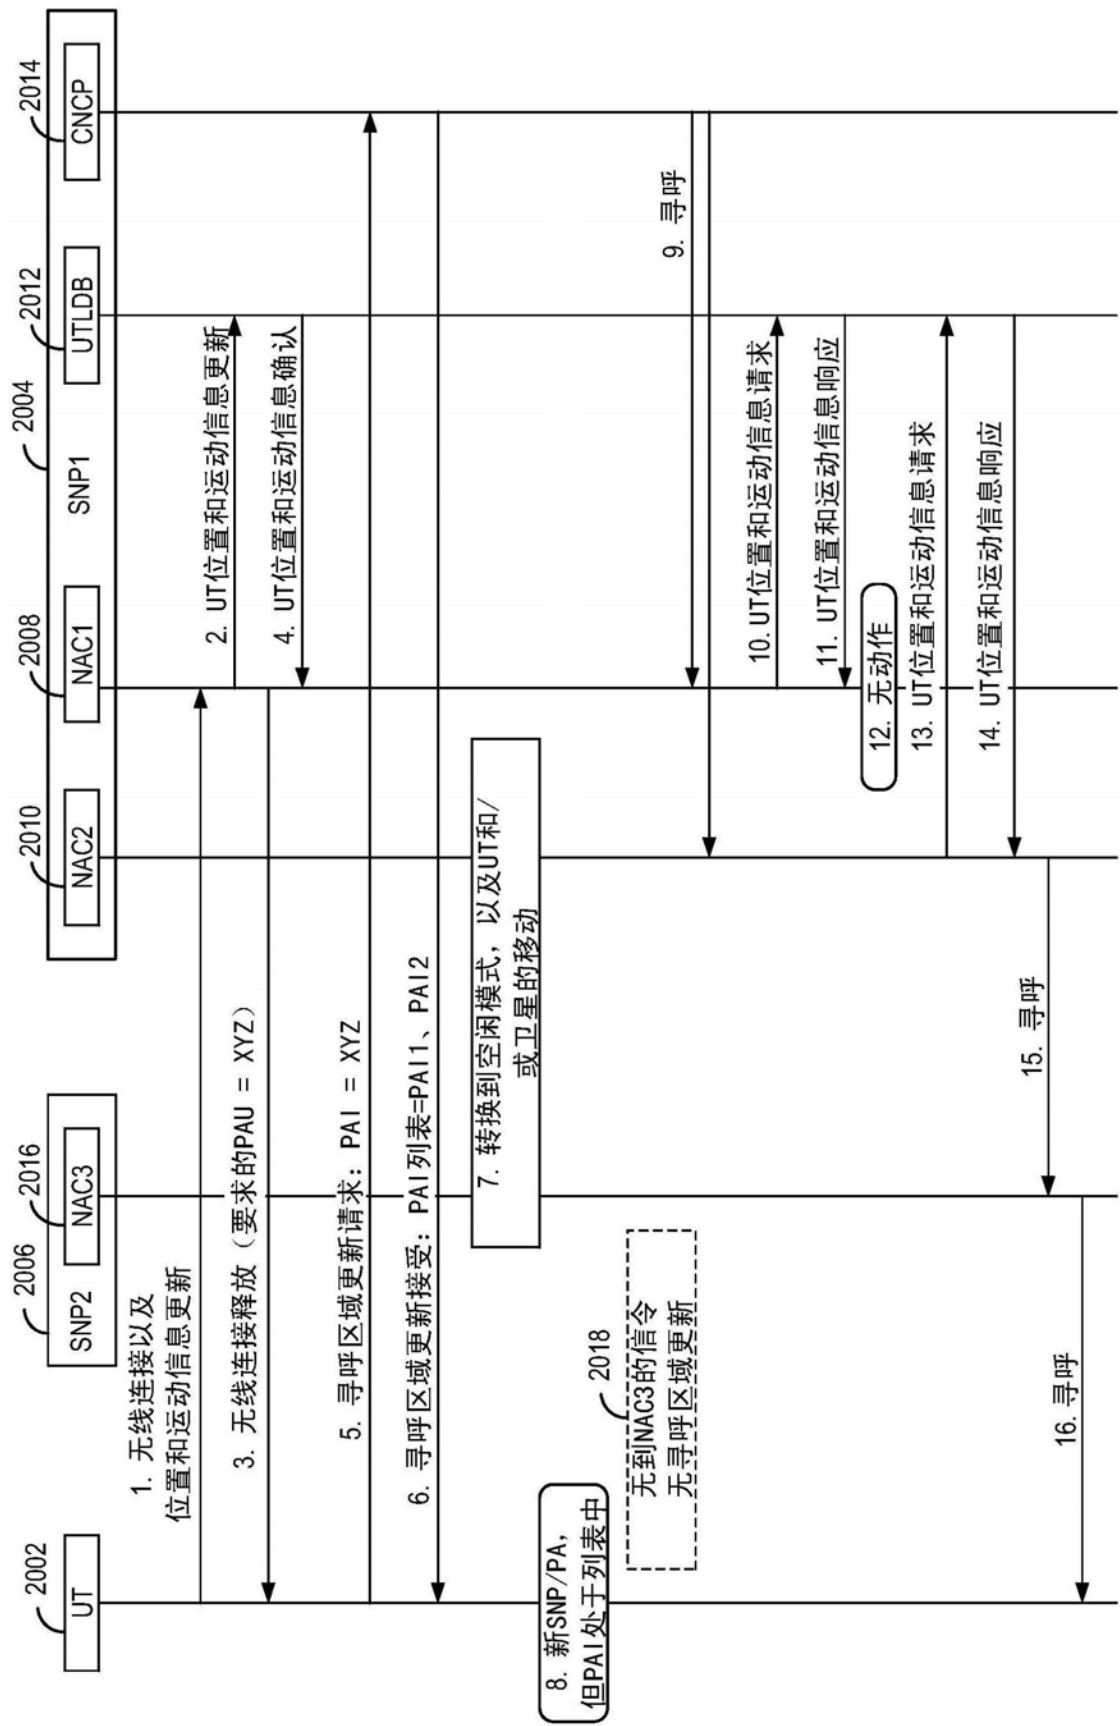 2002
UT
2006
SNP2
2016
NAC3
2010
NAC2
2008
NAC1
2004
SNP1
2012
UTLDB
2014
CNCP
1. 无线连接以及
位置和运动信息更新
2. UT位置和运动信息更新
3. 无线连接释放（要求的PAU = XYZ）
4. UT位置和运动信息确认
5. 寻呼区域更新请求：PAI = XYZ
6. 寻呼区域更新接受：PAI列表=PAI1、PAI2
7. 转换到空闲模式，以及UT和/
或卫星的移动
8. 新SNP/PA,
但PAI处于列表中
2018
无到NAC3的信令
无寻呼区域更新
9. 寻呼
10. UT位置和运动信息请求
11. UT位置和运动信息响应
12. 无动作
13. UT位置和运动信息请求
14. UT位置和运动信息响应
15. 寻呼
16. 寻呼